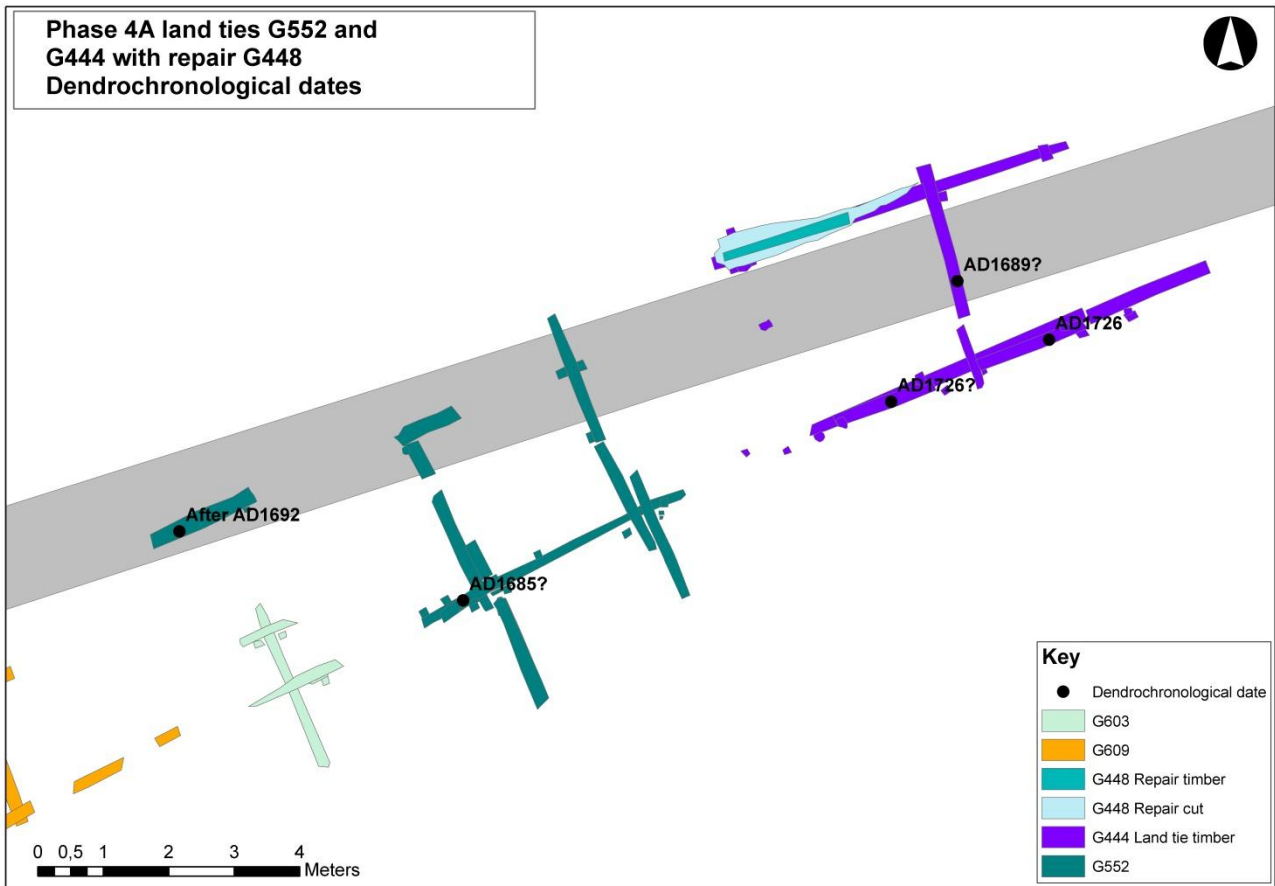 Phase 4A land ties G552 and
G444 with repair G448
Dendrochronological dates
AD1689?
AD1726
AD1726?
After AD1692
AD1685?
Key
Dendrochronological date
G603
G609
G448 Repair timber
G448 Repair cut
G444 Land tie timber
G552
0 0,5 1 2 3 4
Meters